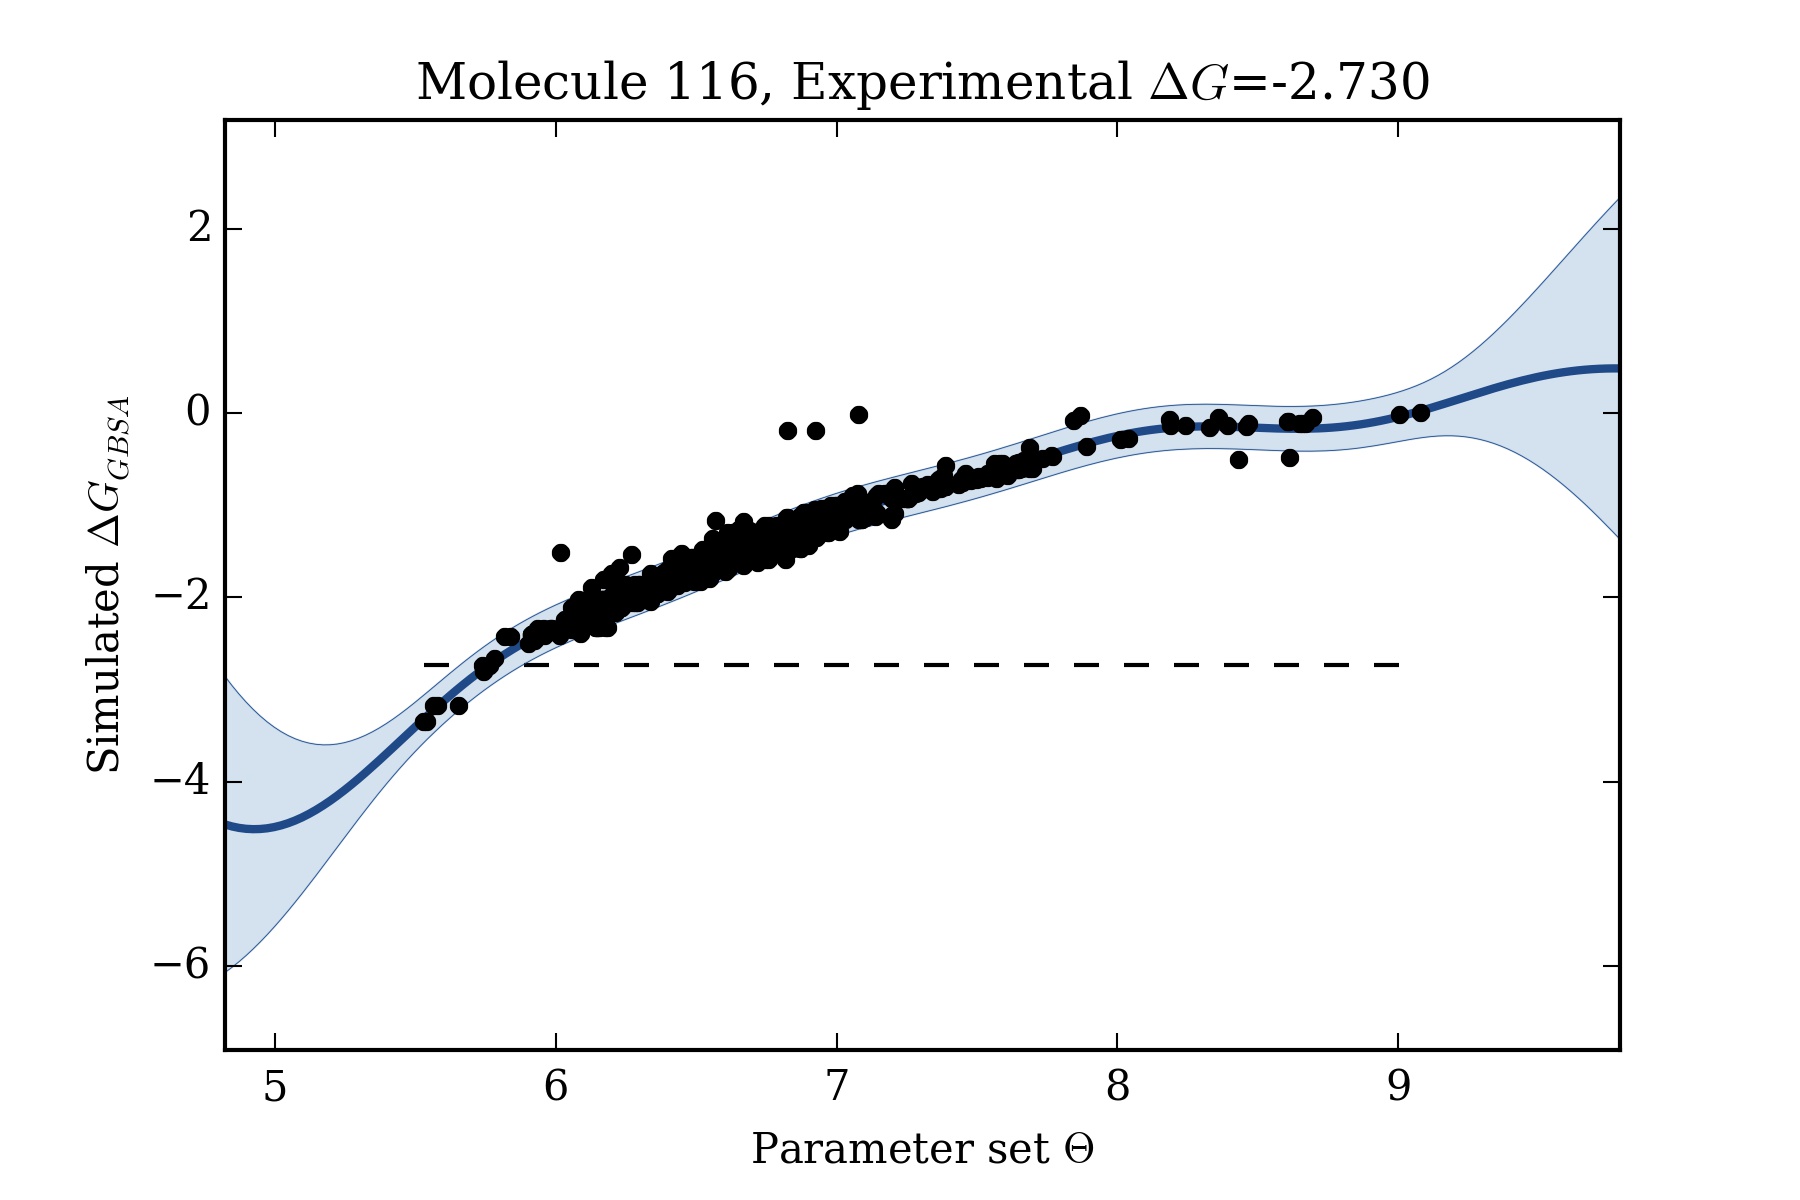 Molecule 116, Experimental ΔG=-2.730
Simulated ΔG_GBSA
2
0
−2
−4
−6
5 6 7 8 9
Parameter set Θ